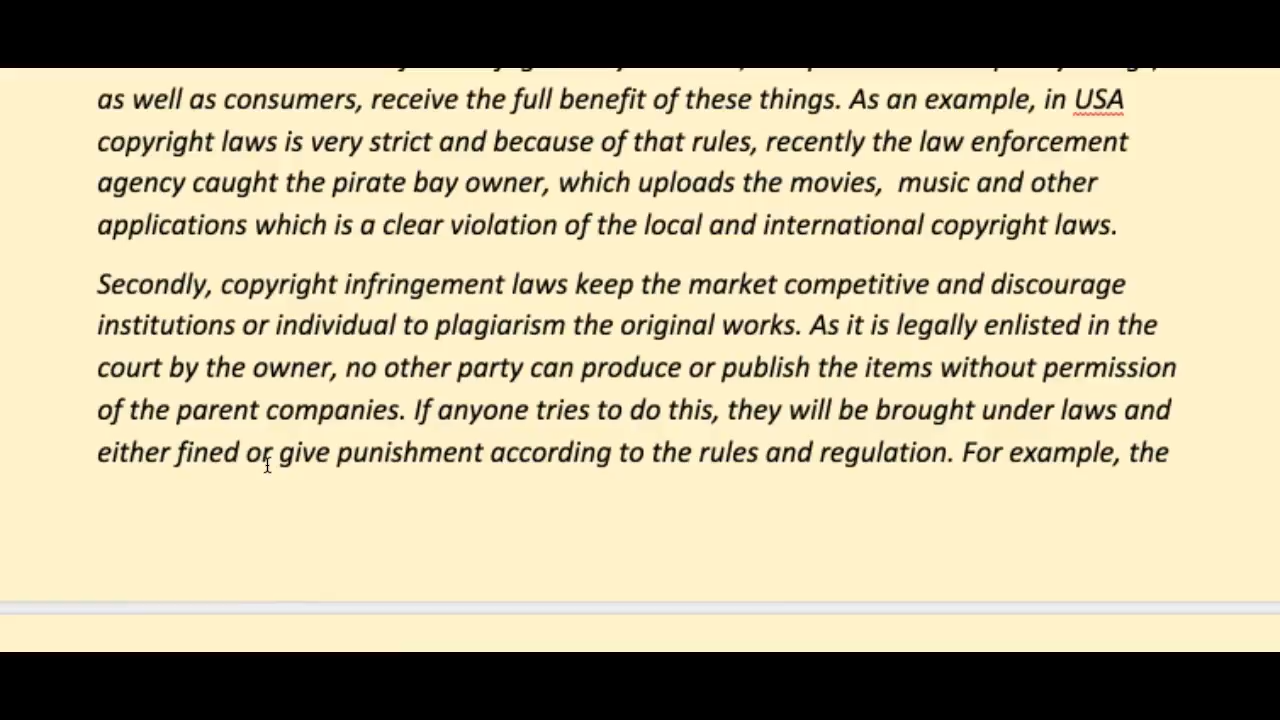 as well as consumers, receive the full benefit of these things. As an example, in USA
copyright laws is very strict and because of that rules, recently the law enforcement
agency caught the pirate bay owner, which uploads the movies,  music and other
applications which is a clear violation of the local and international copyright laws.
Secondly, copyright infringement laws keep the market competitive and discourage
institutions or individual to plagiarism the original works. As it is legally enlisted in the
court by the owner, no other party can produce or publish the items without permission
of the parent companies. If anyone tries to do this, they will be brought under laws and
either fined or give punishment according to the rules and regulation. For example, the